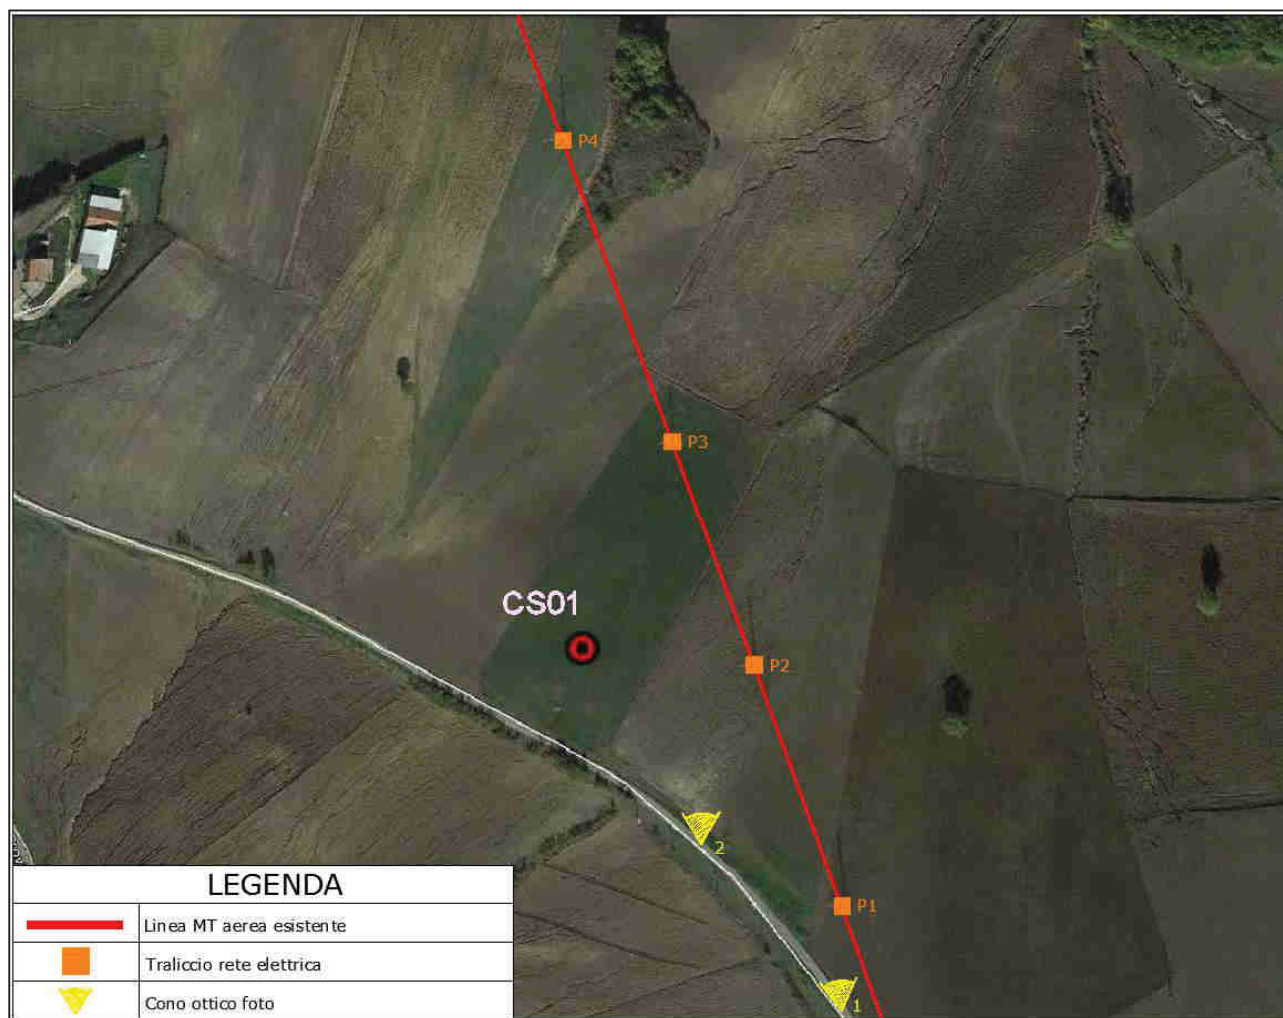 P4
P3
CS01
P2
2
P1
1
LEGENDA
Linea MT aerea esistente
Traliccio rete elettrica
Cono ottico foto